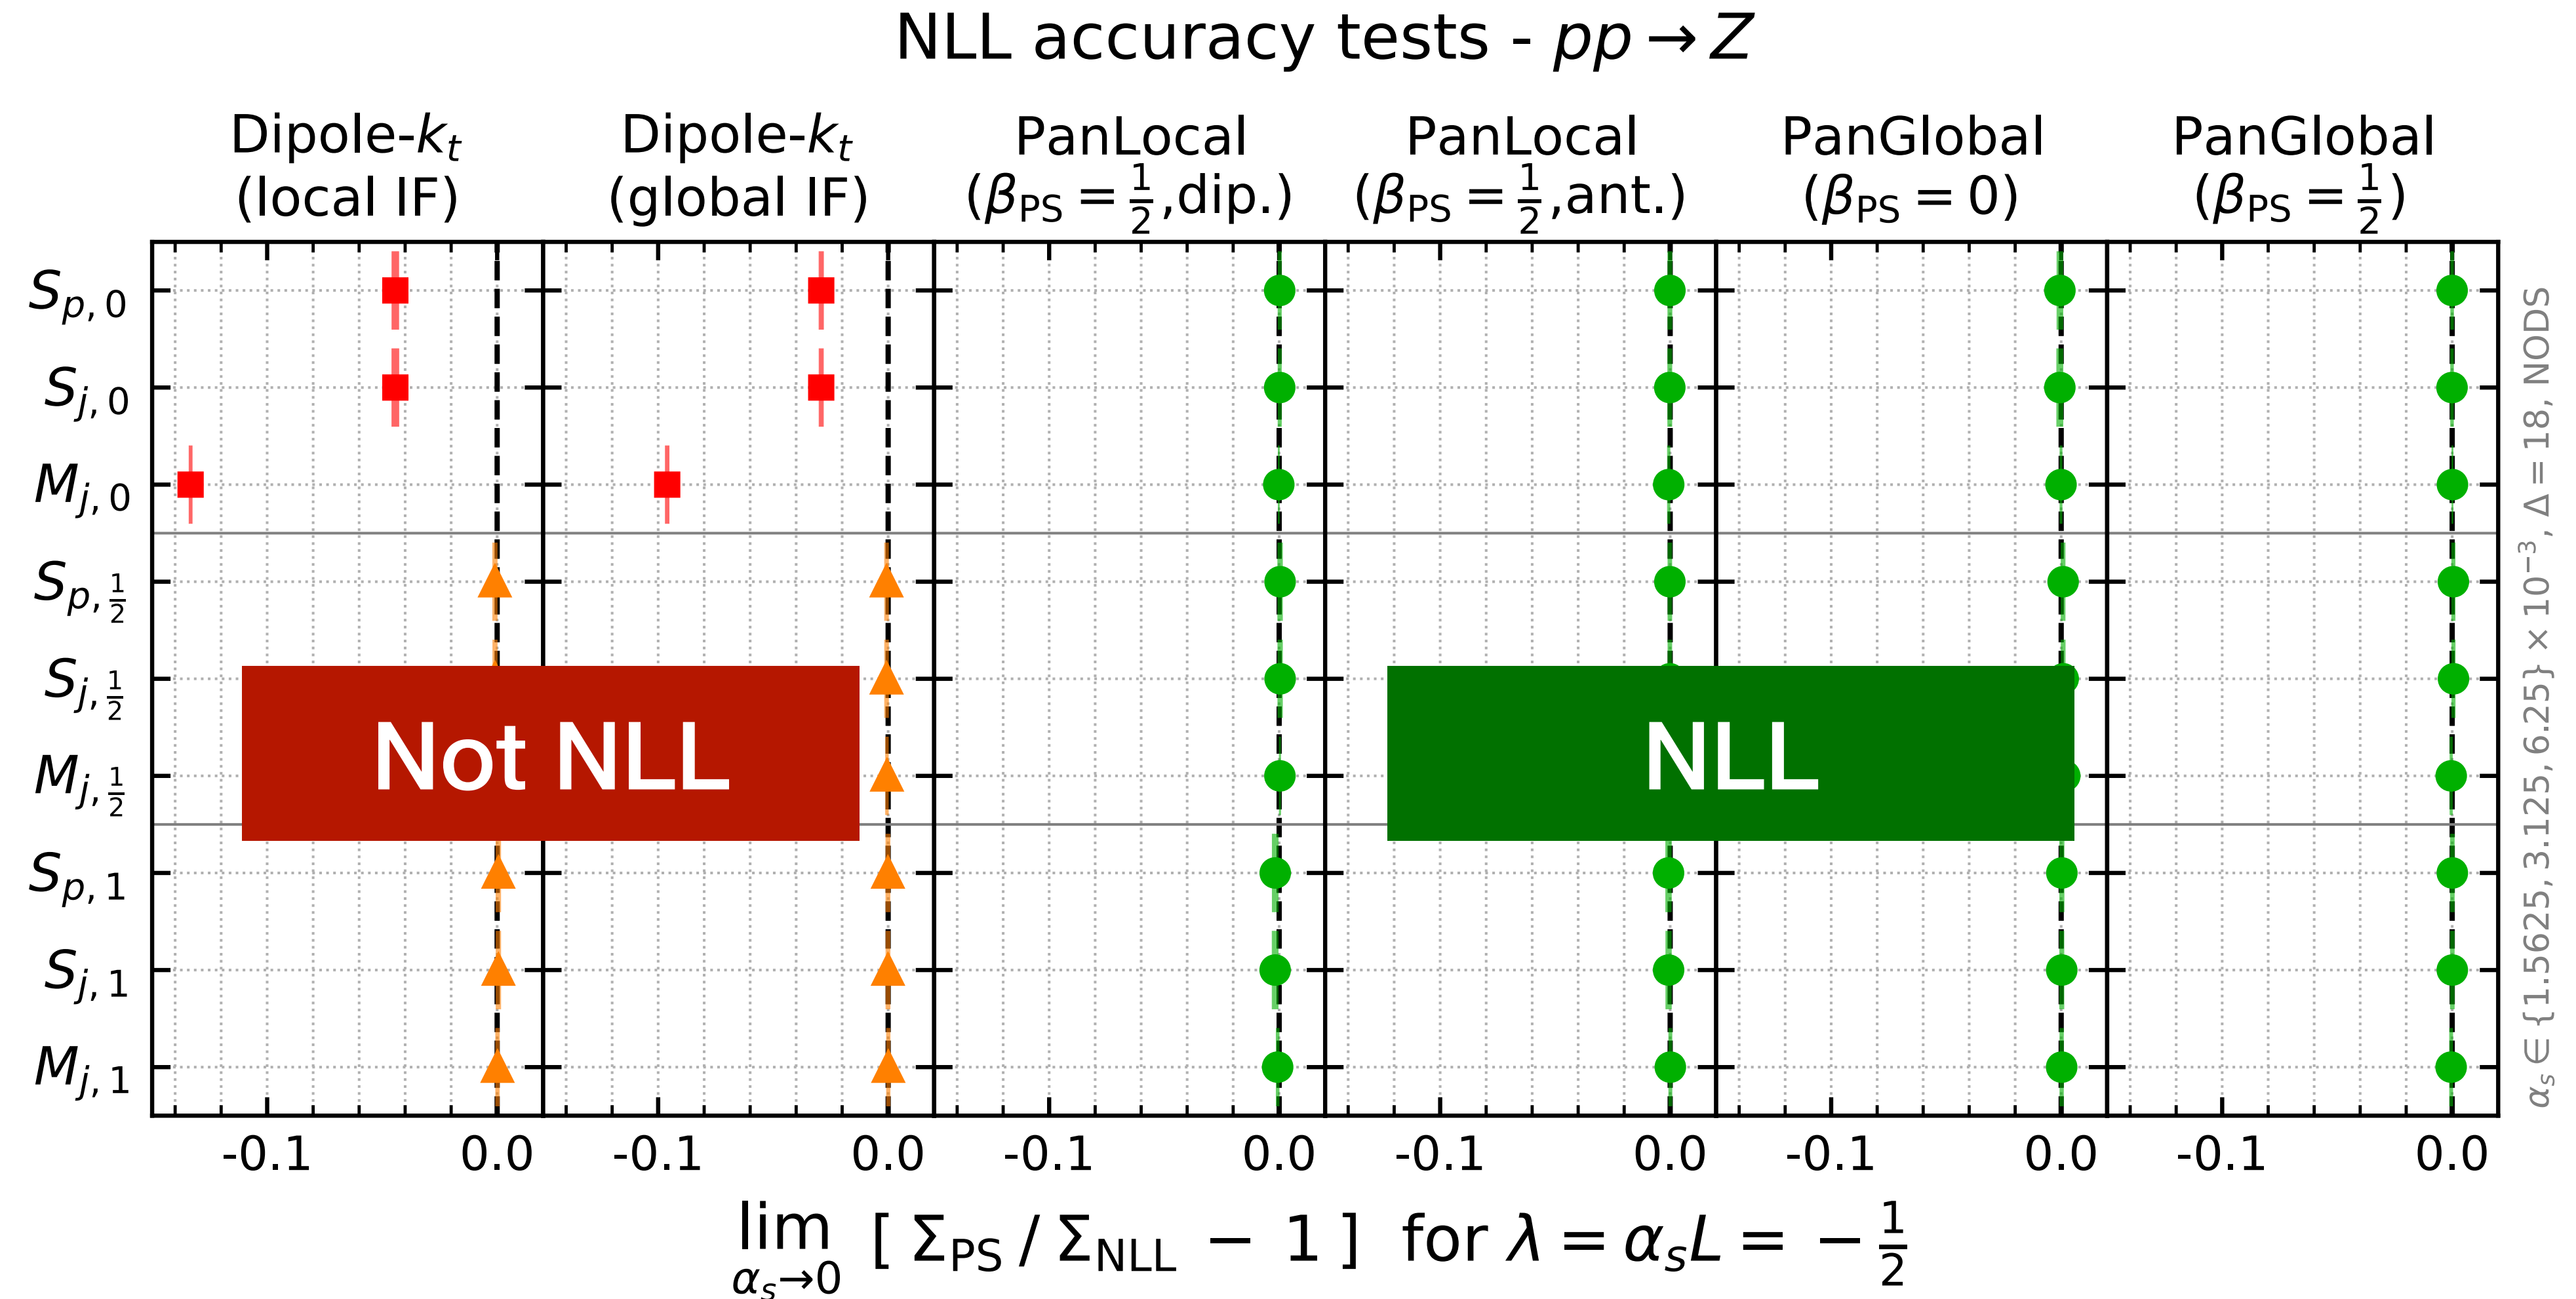 NLL accuracy tests - pp → Z
Dipole-kₜ (local IF)
Dipole-kₜ (global IF)
PanLocal (β_PS = 1/2,dip.)
PanLocal (β_PS = 1/2,ant.)
PanGlobal (β_PS = 0)
PanGlobal (β_PS = 1/2)
S_p, 0
S_j, 0
M_j, 0
S_p, 1/2
S_j, 1/2
M_j, 1/2
S_p, 1
S_j, 1
M_j, 1
Not NLL
NLL
-0.1 0.0 -0.1 0.0 -0.1 0.0 -0.1 0.0 -0.1 0.0 -0.1 0.0
lim α_s→0 [ Σ_PS / Σ_NLL − 1 ] for λ = α_s L = − 1/2
α_s ∈ {1.5625, 3.125, 6.25} × 10⁻³, Δ = 18, NODS